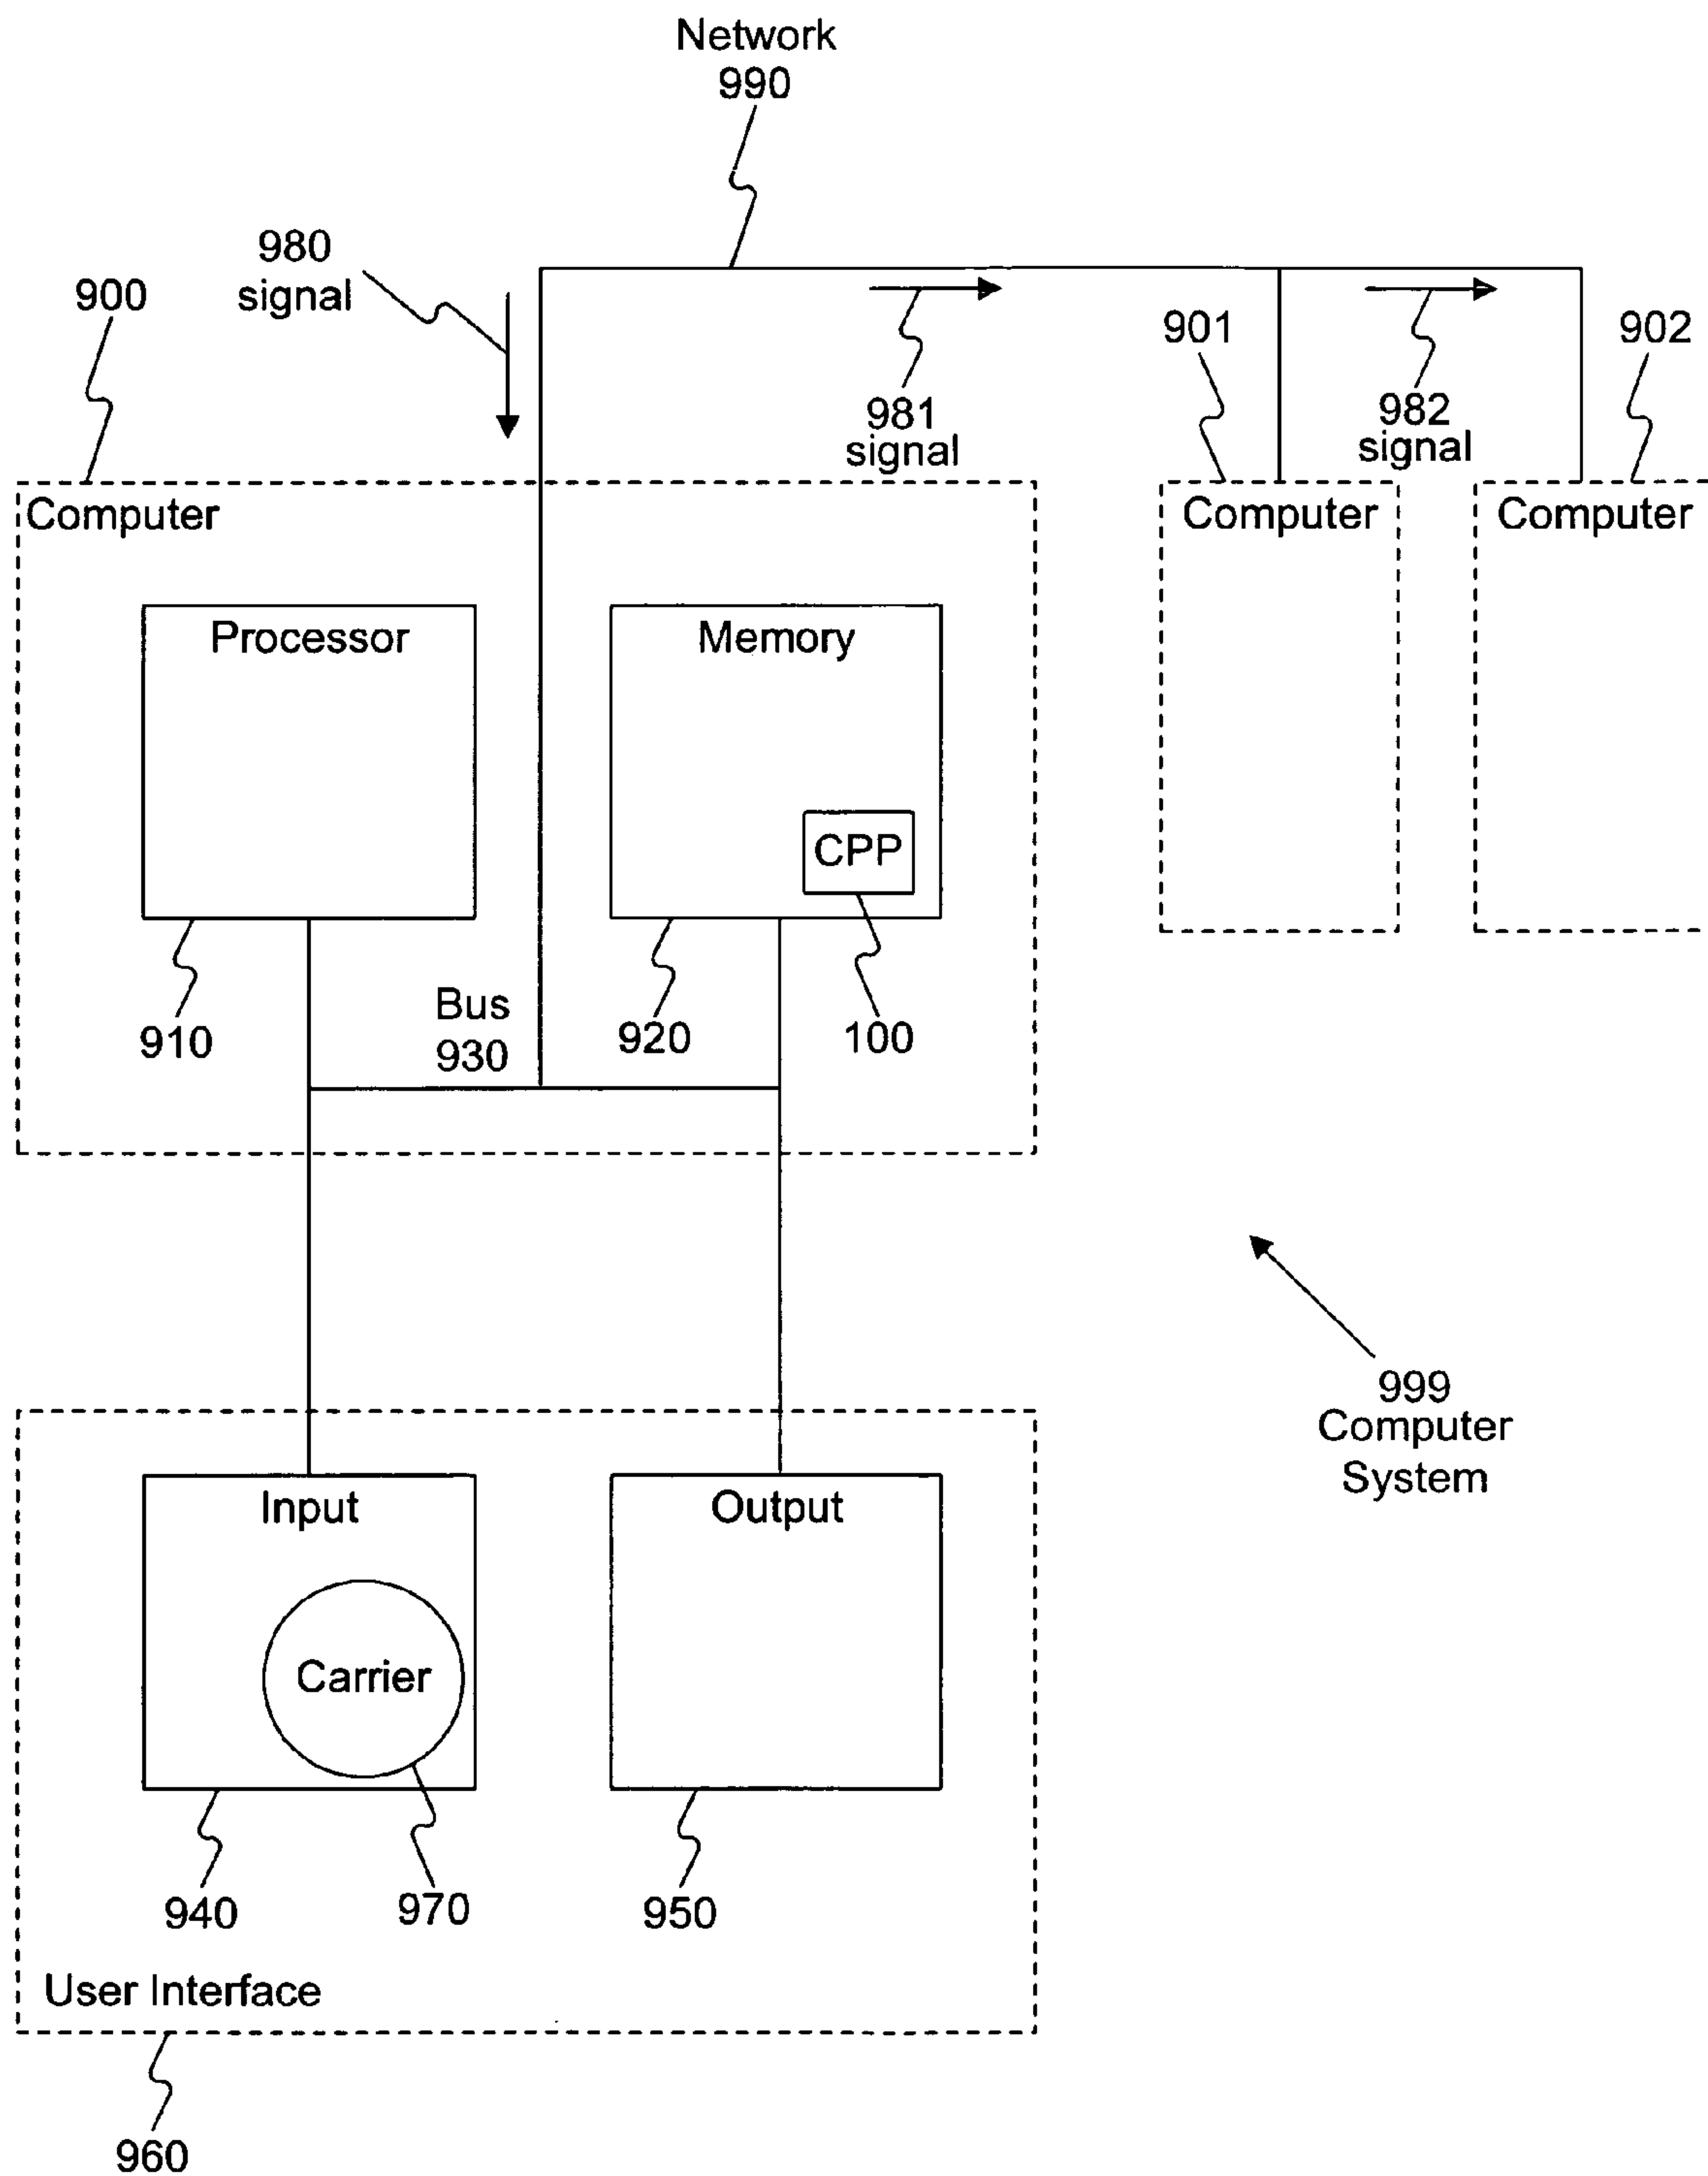 Network
990
980
signal
900
901
902
981
signal
982
signal
Computer
Computer
Computer
Processor
Memory
CPP
Bus
930
910
920
100
999
Computer
System
Input
Output
Carrier
940
970
950
User Interface
960